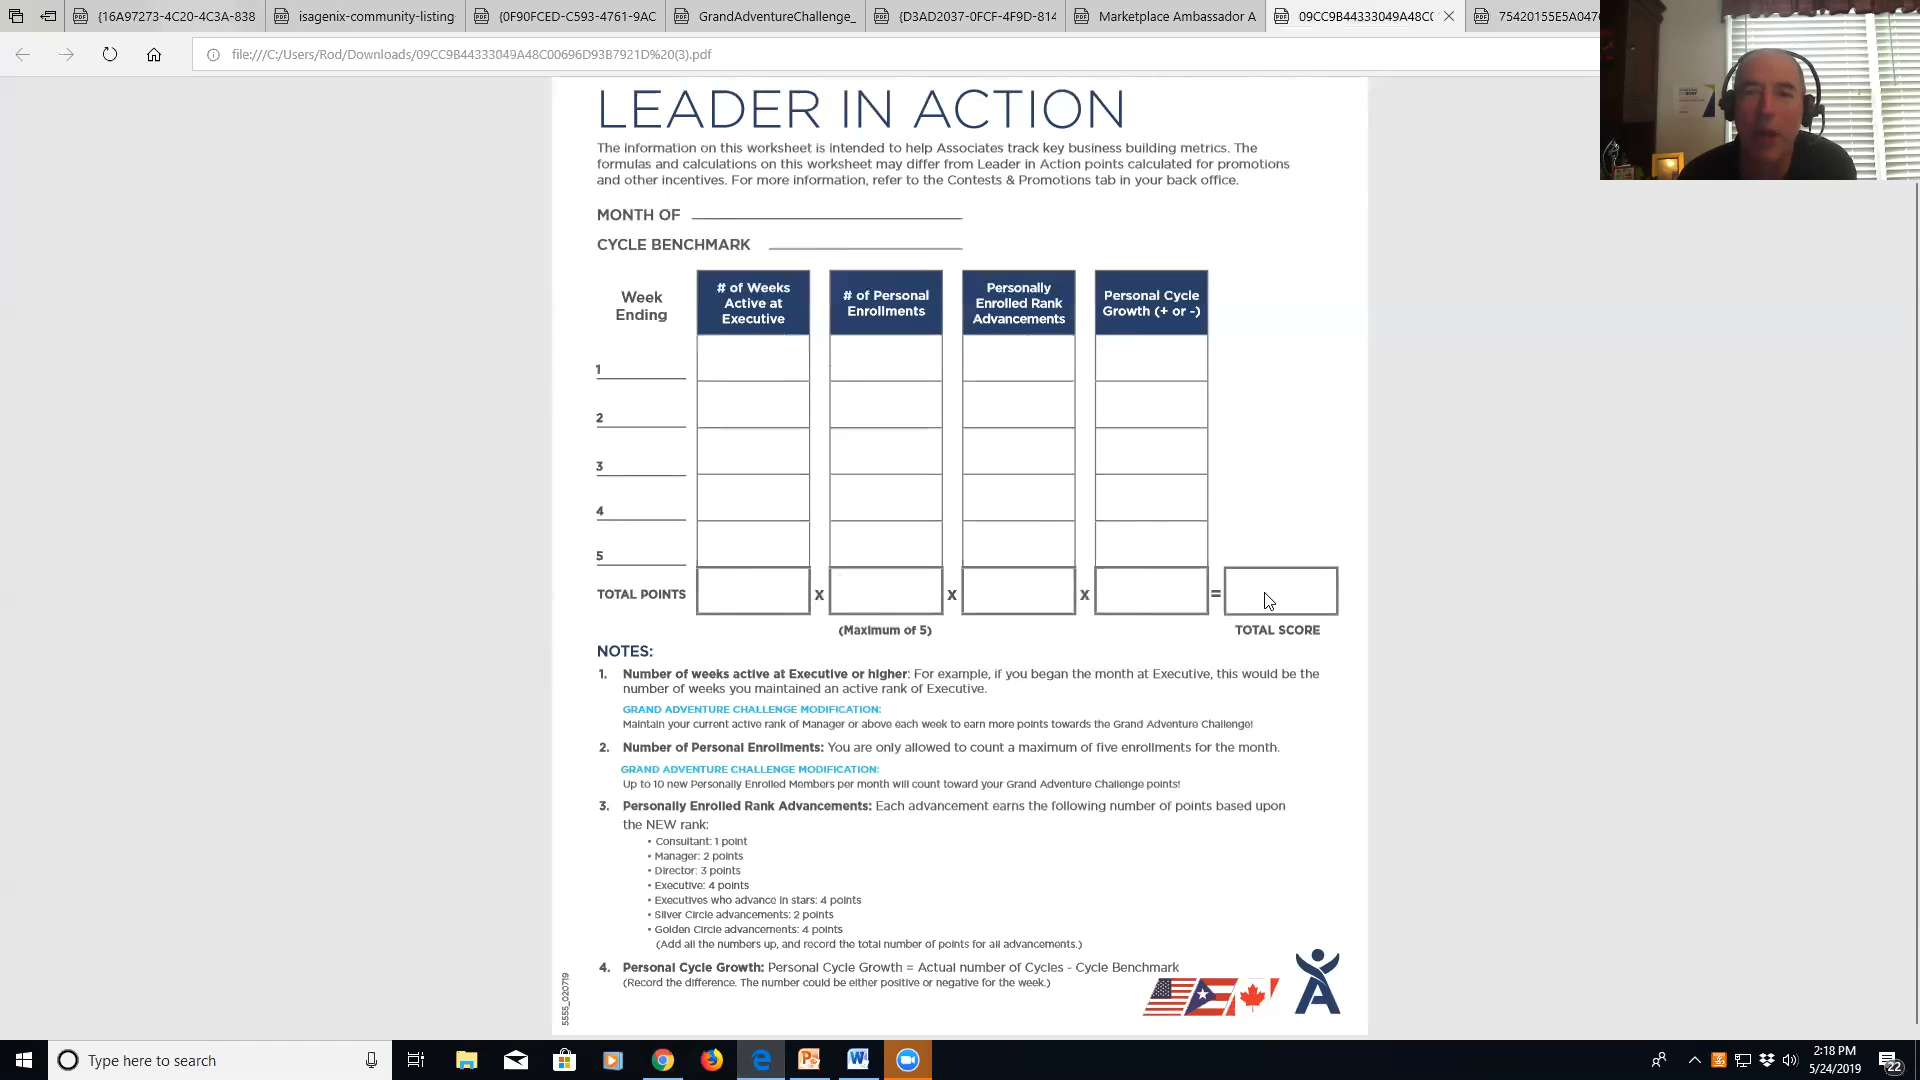 {16A97273-4C20-4C3A-838
isagenix-community-listing
{0F90FCED-C593-4761-9AC
GrandAdventureChallenge_
{D3AD2037-0FCF-4F9D-814
Marketplace Ambassador A
09CC9B44333049A48C0
75420155E5A047
file:///C:/Users/Rod/Downloads/09CC9B44333049A48C00696D93B7921D%20(3).pdf
LEADER IN ACTION
The information on this worksheet is intended to help Associates track key business building metrics. The
formulas and calculations on this worksheet may differ from Leader in Action points calculated for promotions
and other incentives. For more information, refer to the Contests & Promotions tab in your back office.
MONTH OF
CYCLE BENCHMARK
Week
Ending
# of Weeks
Active at
Executive
# of Personal
Enrollments
Personally
Enrolled Rank
Advancements
Personal Cycle
Growth (+ or -)
1
2
3
4
5
TOTAL POINTS
x
x
x
=
(Maximum of 5)
TOTAL SCORE
NOTES:
1. Number of weeks active at Executive or higher: For example, if you began the month at Executive, this would be the
number of weeks you maintained an active rank of Executive.
GRAND ADVENTURE CHALLENGE MODIFICATION:
Maintain your current active rank of Manager or above each week to earn more points towards the Grand Adventure Challenge!
2. Number of Personal Enrollments: You are only allowed to count a maximum of five enrollments for the month.
GRAND ADVENTURE CHALLENGE MODIFICATION:
Up to 10 new Personally Enrolled Members per month will count toward your Grand Adventure Challenge points!
3. Personally Enrolled Rank Advancements: Each advancement earns the following number of points based upon
the NEW rank:
• Consultant: 1 point
• Manager: 2 points
• Director: 3 points
• Executive: 4 points
• Executives who advance in stars: 4 points
• Silver Circle advancements: 2 points
• Golden Circle advancements: 4 points
(Add all the numbers up, and record the total number of points for all advancements.)
4. Personal Cycle Growth: Personal Cycle Growth = Actual number of Cycles - Cycle Benchmark
(Record the difference. The number could be either positive or negative for the week.)
5555_020719
Type here to search
2:18 PM
5/24/2019
22